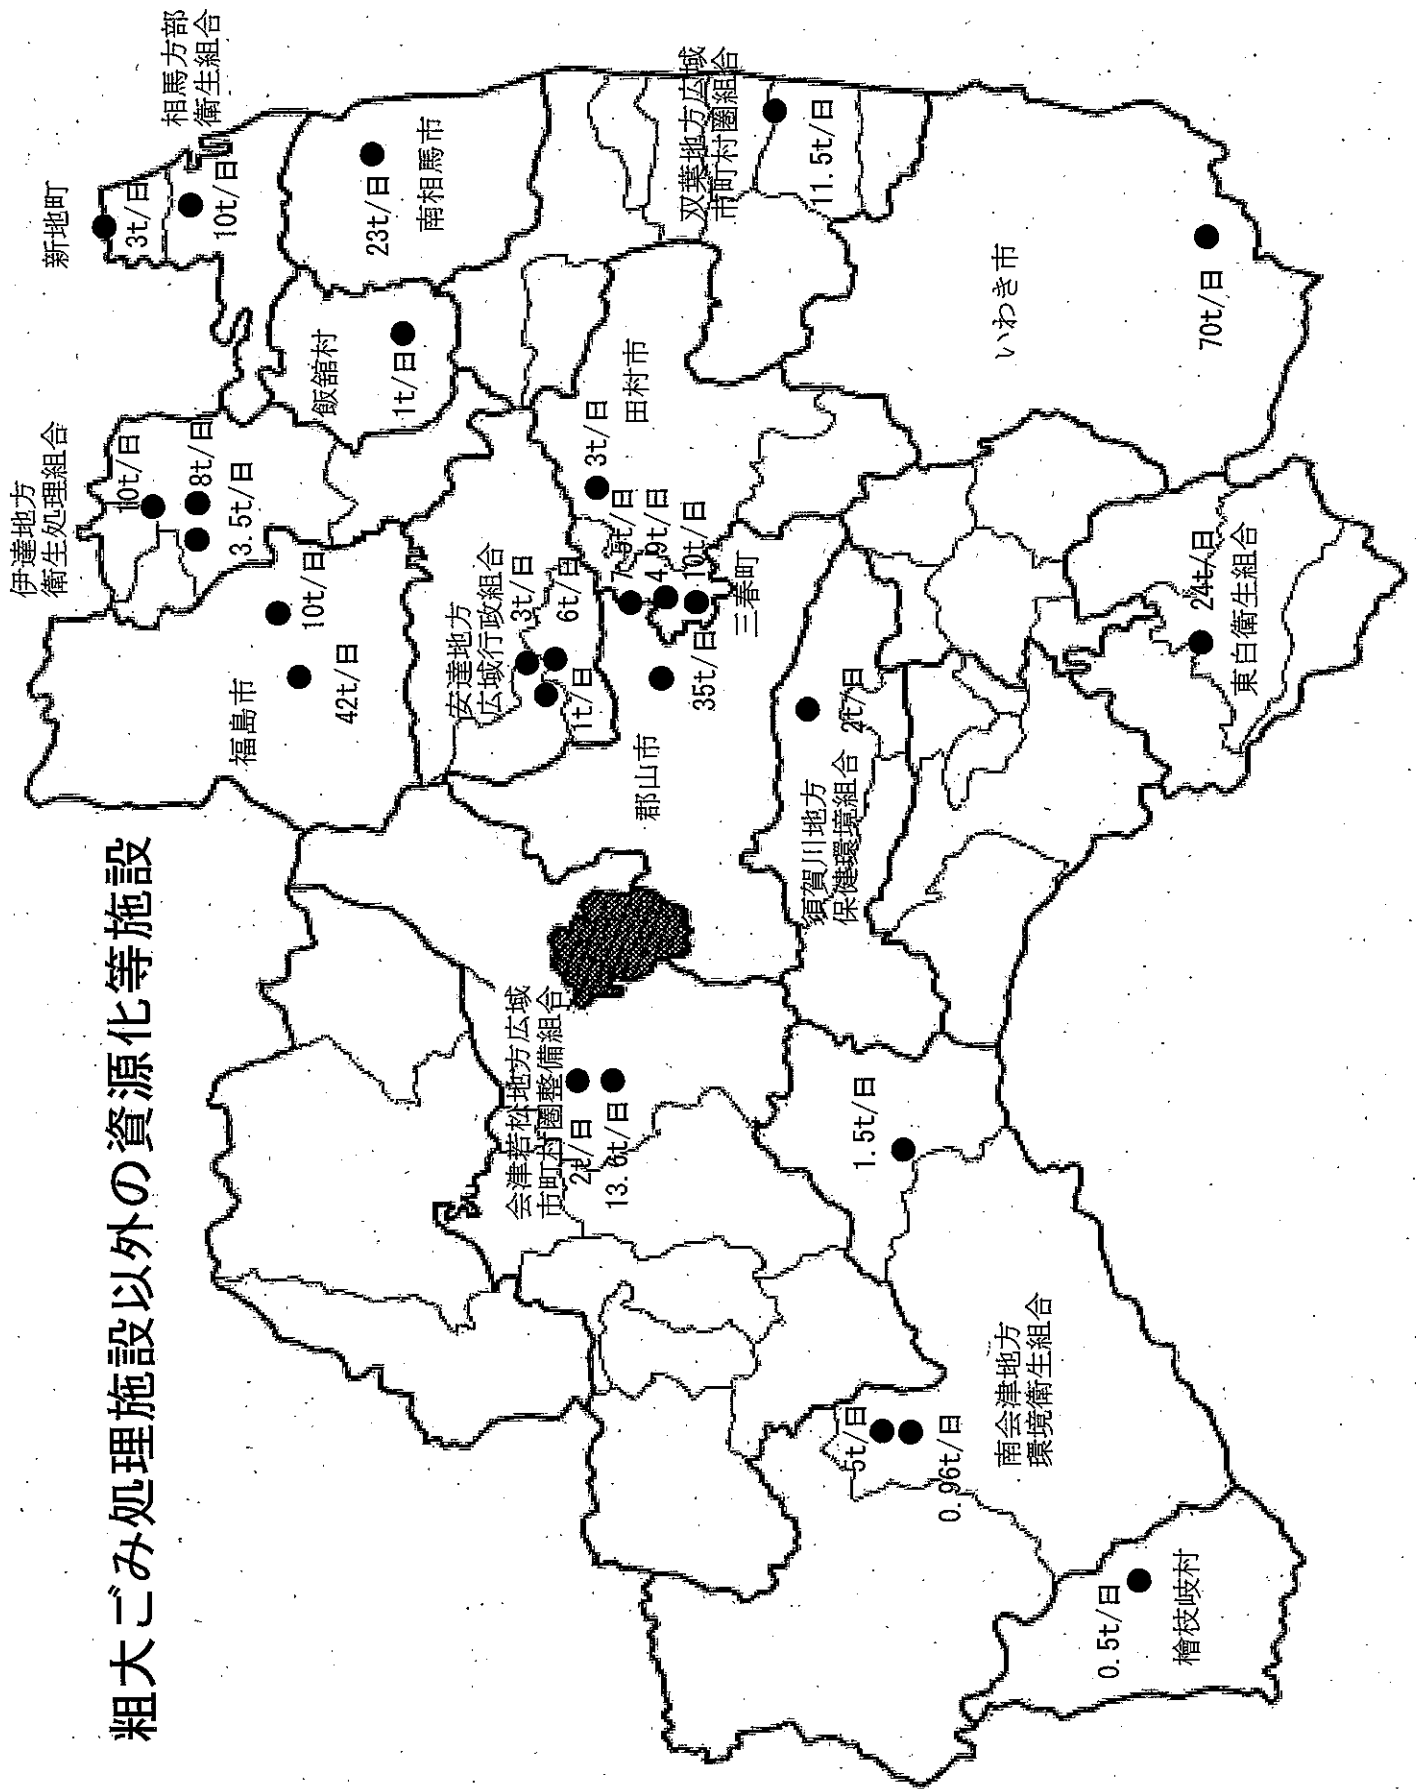 粗大ごみ処理施設以外の資源化等施設
伊達地方
衛生処理組合
10t/日
8t/日
3.5t/日
新地町
3t/日
相馬方部
衛生組合
10t/日
福島市
10t/日
42t/日
飯舘村
1t/日
23t/日
南相馬市
安達地方
広域行政組合
3t/日
6t/日
1t/日
3t/日
田村市
7.5t/日
4.9t/日
10t/日
三春町
35t/日
郡山市
双葉地方広域
市町村圏組合
11.5t/日
会津若松地方広域
市町村圏整備組合
2t/日
13.6t/日
須賀川地方
保健環境組合
2t/日
いわき市
70t/日
1.5t/日
24t/日
東白衛生組合
5t/日
0.96t/日
南会津地方
環境衛生組合
0.5t/日
檜枝岐村